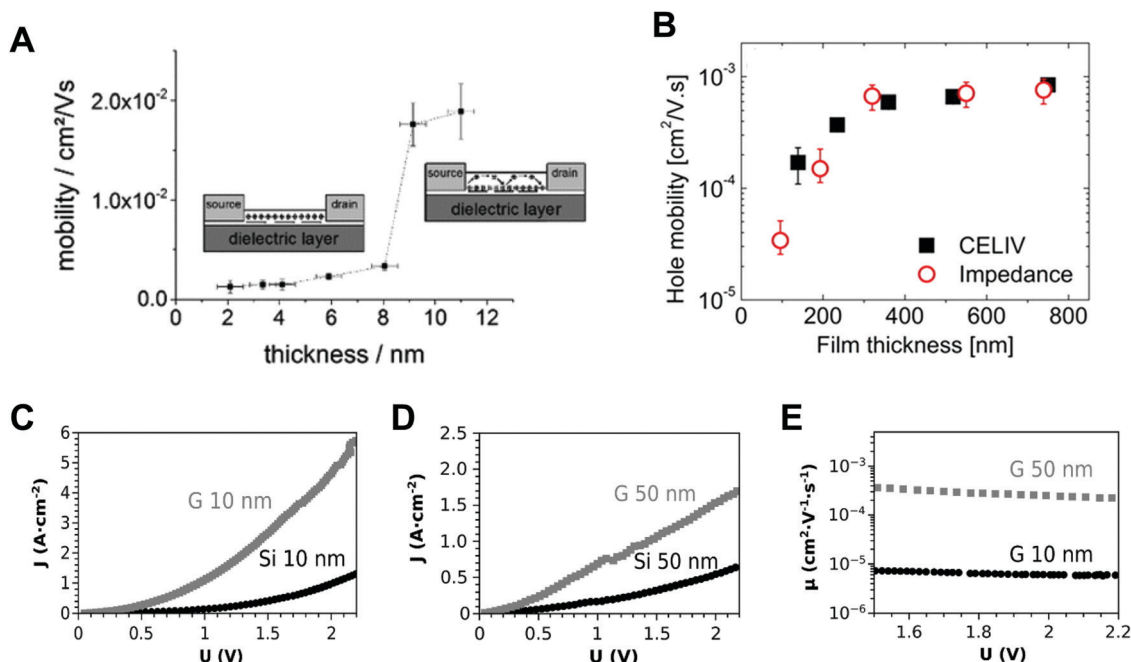 A
mobility / cm²/Vs
2.0x10⁻²
1.0x10⁻²
0.0
0 2 4 6 8 10 12
thickness / nm
source drain
dielectric layer
source drain
dielectric layer
B
Hole mobility [cm²/V.s]
10⁻³
10⁻⁴
10⁻⁵
0 200 400 600 800
Film thickness [nm]
CELIV
Impedance
C
J (A·cm⁻²)
6
5
4
3
2
1
0
0 0.5 1 1.5 2
U (V)
G 10 nm
Si 10 nm
D
J (A·cm⁻²)
2.5
2.0
1.5
1.0
0.5
0
0 0.5 1 1.5 2
U (V)
G 50 nm
Si 50 nm
E
µ (cm²·V⁻¹·s⁻¹)
10⁻³
10⁻⁴
10⁻⁵
10⁻⁶
1.6 1.8 2 2.2
U (V)
G 50 nm
G 10 nm